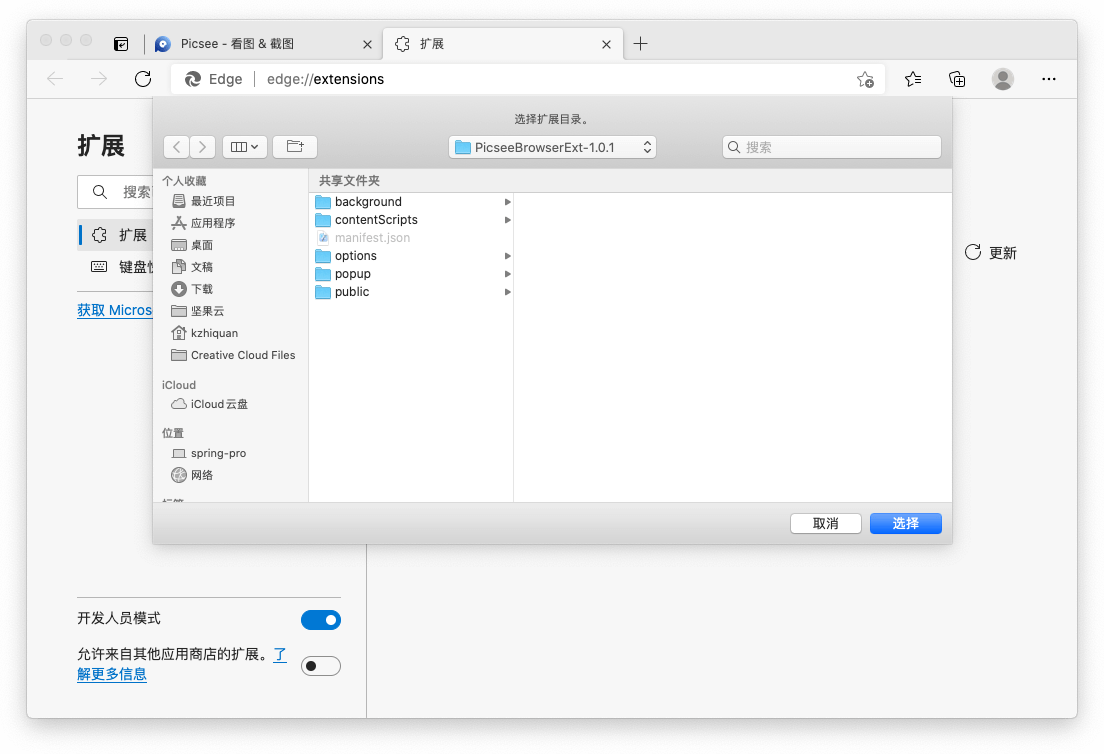 Picsee - 看图 & 截图
扩展
Edge
edge://extensions
选择扩展目录。
PicseeBrowserExt-1.0.1
搜索
扩展
搜索
扩展
键盘
获取 Micros
个人收藏
最近项目
应用程序
桌面
文稿
下载
坚果云
kzhiquan
Creative Cloud Files
iCloud
iCloud 云盘
位置
spring-pro
网络
共享文件夹
background
contentScripts
manifest.json
options
popup
public
更新
取消
选择
开发人员模式
允许来自其他应用商店的扩展。了
解更多信息